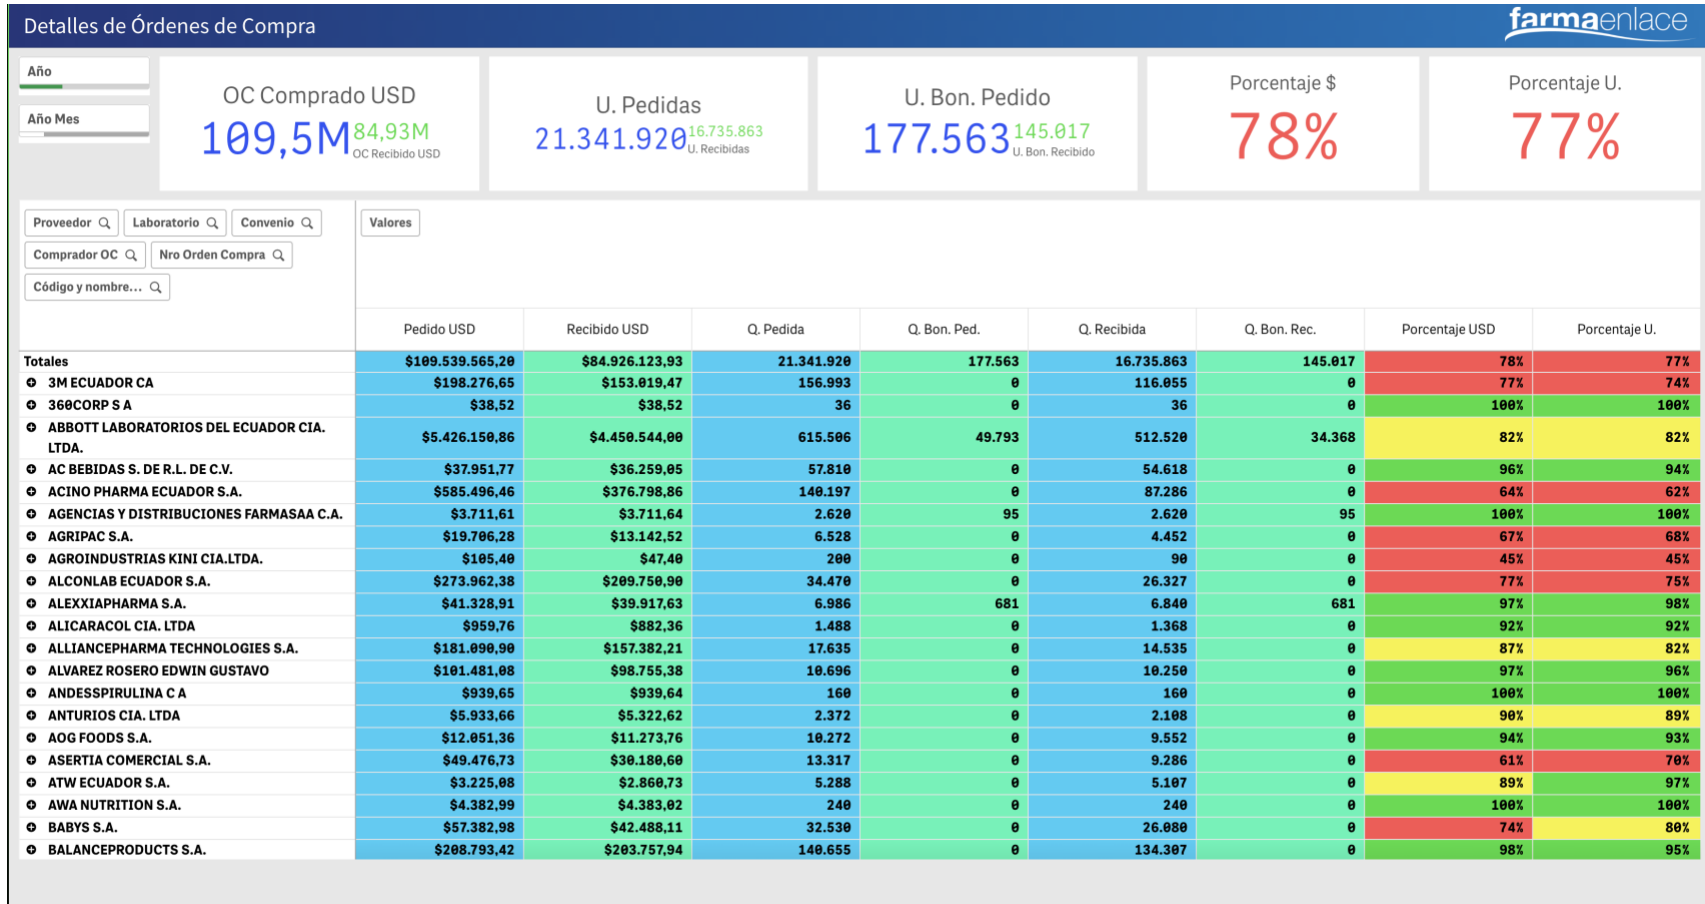 Detalles de Órdenes de Compra
farmaenlace
Año
Año Mes
OC Comprado USD
109,5M 84,93M
OC Recibido USD
U. Pedidas
21.341.920 16.735.863
U. Recibidas
U. Bon. Pedido
177.563 145.017
U. Bon. Recibido
Porcentaje $
78%
Porcentaje U.
77%
Proveedor Laboratorio Convenio
Comprador OC Nro Orden Compra
Código y nombre...
Valores
Pedido USD Recibido USD Q. Pedida Q. Bon. Ped. Q. Recibida Q. Bon. Rec. Porcentaje USD Porcentaje U.
Totales $109.539.565,20 $84.926.123,93 21.341.920 177.563 16.735.863 145.017 78% 77%
3M ECUADOR CA $198.276,65 $153.019,47 156.993 0 116.055 0 77% 74%
360CORP S A $38,52 $38,52 36 0 36 0 100% 100%
ABBOTT LABORATORIOS DEL ECUADOR CIA.
LTDA. $5.426.150,86 $4.450.544,00 615.506 49.793 512.520 34.368 82% 82%
AC BEBIDAS S. DE R.L. DE C.V. $37.951,77 $36.259,05 57.810 0 54.618 0 96% 94%
ACINO PHARMA ECUADOR S.A. $585.496,46 $376.798,86 140.197 0 87.286 0 64% 62%
AGENCIAS Y DISTRIBUCIONES FARMASAA C.A. $3.711,61 $3.711,64 2.620 95 2.620 95 100% 100%
AGRIPAC S.A. $19.706,28 $13.142,52 6.528 0 4.452 0 67% 68%
AGROINDUSTRIAS KINI CIA.LTDA. $105,40 $47,40 200 0 90 0 45% 45%
ALCONLAB ECUADOR S.A. $273.962,38 $209.750,90 34.470 0 26.327 0 77% 75%
ALEXXIAPHARMA S.A. $41.328,91 $39.917,63 6.986 681 6.840 681 97% 98%
ALICARACOL CIA. LTDA $959,76 $882,36 1.488 0 1.368 0 92% 92%
ALLIANCEPHARMA TECHNOLOGIES S.A. $181.090,90 $157.382,21 17.635 0 14.535 0 87% 82%
ALVAREZ ROSERO EDWIN GUSTAVO $101.481,08 $98.755,38 10.696 0 10.250 0 97% 96%
ANDESSPIRULINA C A $939,65 $939,64 160 0 160 0 100% 100%
ANTURIOS CIA. LTDA $5.933,66 $5.322,62 2.372 0 2.108 0 90% 89%
AOG FOODS S.A. $12.051,36 $11.273,76 10.272 0 9.552 0 94% 93%
ASERTIA COMERCIAL S.A. $49.476,73 $30.180,60 13.317 0 9.286 0 61% 70%
ATW ECUADOR S.A. $3.225,08 $2.860,73 5.288 0 5.107 0 89% 97%
AWA NUTRITION S.A. $4.382,99 $4.383,02 240 0 240 0 100% 100%
BABYS S.A. $57.382,98 $42.488,11 32.530 0 26.080 0 74% 80%
BALANCEPRODUCTS S.A. $208.793,42 $203.757,94 140.655 0 134.307 0 98% 95%